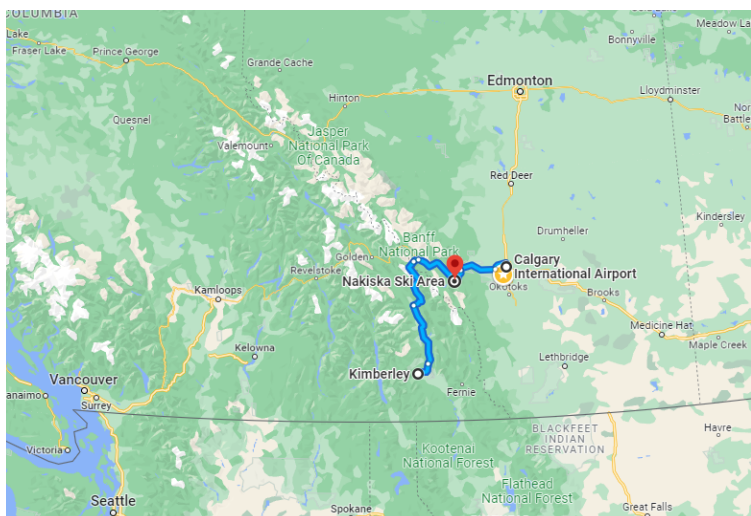 COLUMBIA
Lake
Fraser Lake
Prince George
Grande Cache
Bonnyville
Meadow La
Edmonton
Lloydminster
Hinton
Nor
Battle
Quesnel
Jasper
National Park
Of Canada
Valemount
Red Deer
Drumheller
Kindersley
Banff
National Park
Golden
Calgary
International Airport
Revelstoke
Nakiska Ski Area
Okotoks
Brooks
Kamloops
Medicine Hat
Maple Creek
Kelowna
Lethbridge
Kimberley
Fernie
Vancouver
Surrey
anaimo
BLACKFEET
INDIAN
RESERVATION
Havre
Victoria
Kootenai
National Forest
Flathead
National Forest
Seattle
Spokane
Great Falls